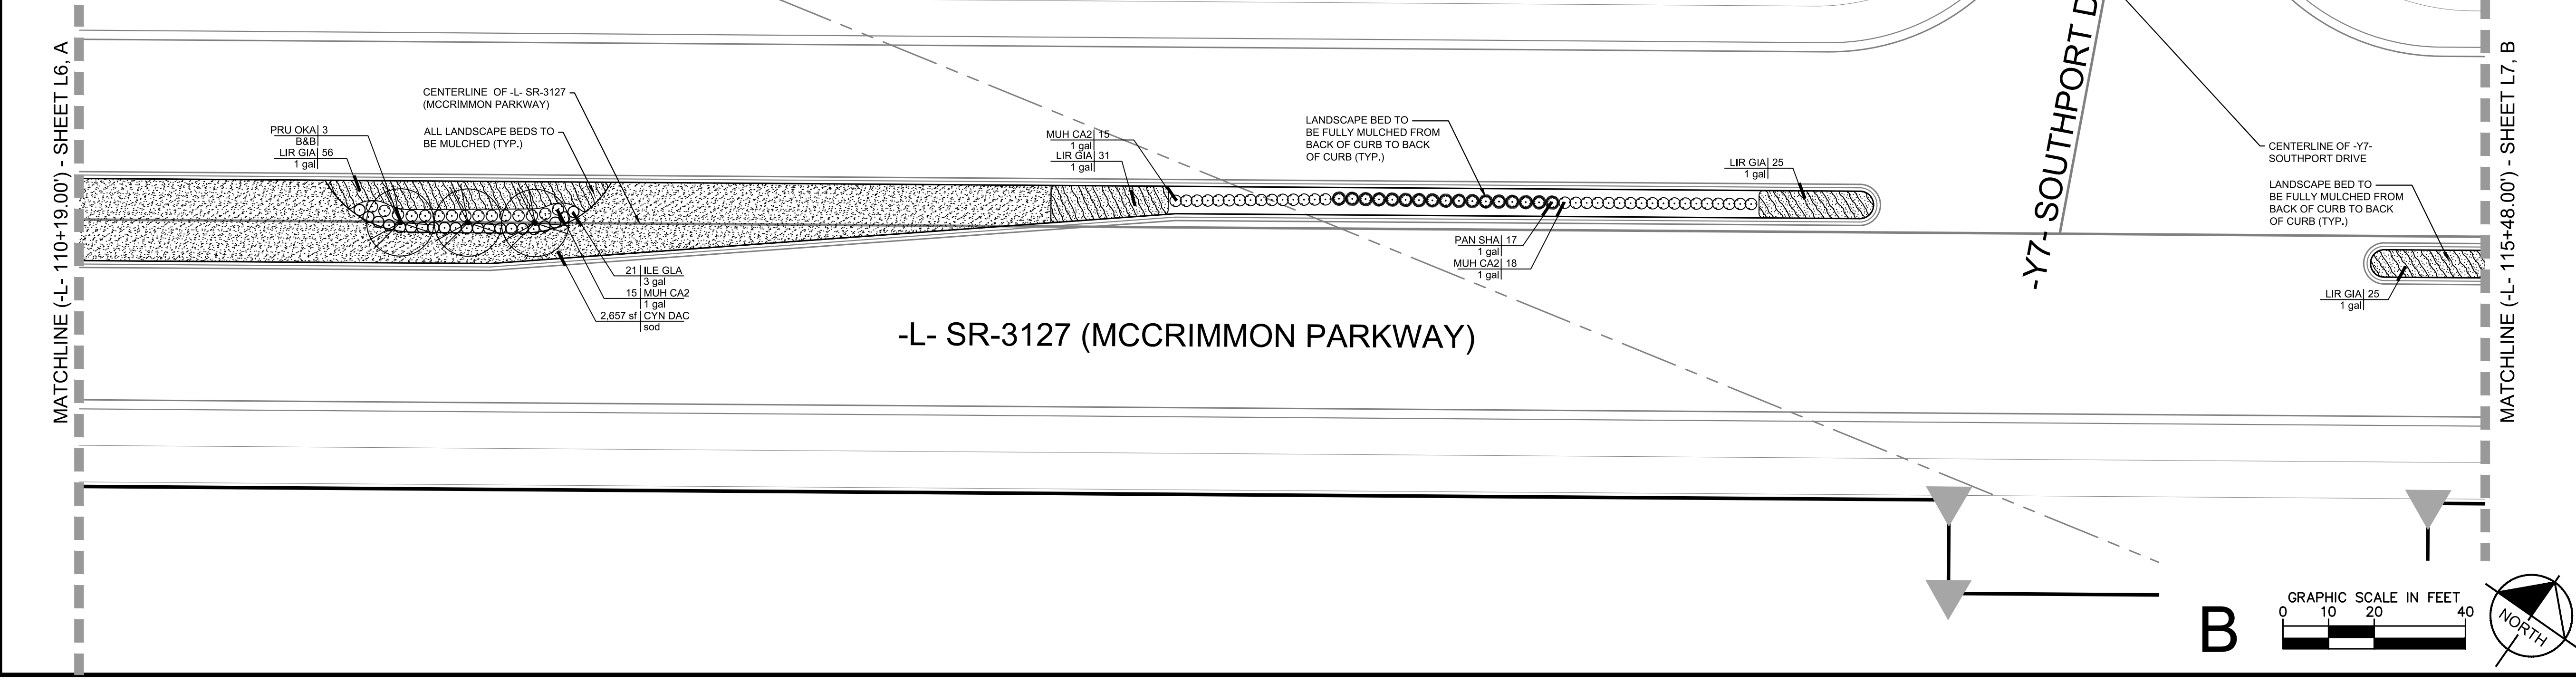 MATCHLINE (-L- 110+19.00') - SHEET L6, A
CENTERLINE OF -L- SR-3127
(MCCRIMMON PARKWAY)
ALL LANDSCAPE BEDS TO
BE MULCHED (TYP.)
PRU OKA 3
B&B
LIR GIA 56
1 gal
21 ILE GLA
3 gal
15 MUH CA2
1 gal
2,657 sf CYN DAC
sod
MUH CA2 15
1 gal
LIR GIA 31
1 gal
LANDSCAPE BED TO
BE FULLY MULCHED FROM
BACK OF CURB TO BACK
OF CURB (TYP.)
PAN SHA 17
1 gal
MUH CA2 18
1 gal
LIR GIA 25
1 gal
-L- SR-3127 (MCCRIMMON PARKWAY)
-Y7- SOUTHPORT D
CENTERLINE OF -Y7-
SOUTHPORT DRIVE
LANDSCAPE BED TO
BE FULLY MULCHED FROM
BACK OF CURB TO BACK
OF CURB (TYP.)
LIR GIA 25
1 gal
MATCHLINE (-L- 115+48.00') - SHEET L7, B
B
GRAPHIC SCALE IN FEET
0 10 20 40
NORTH